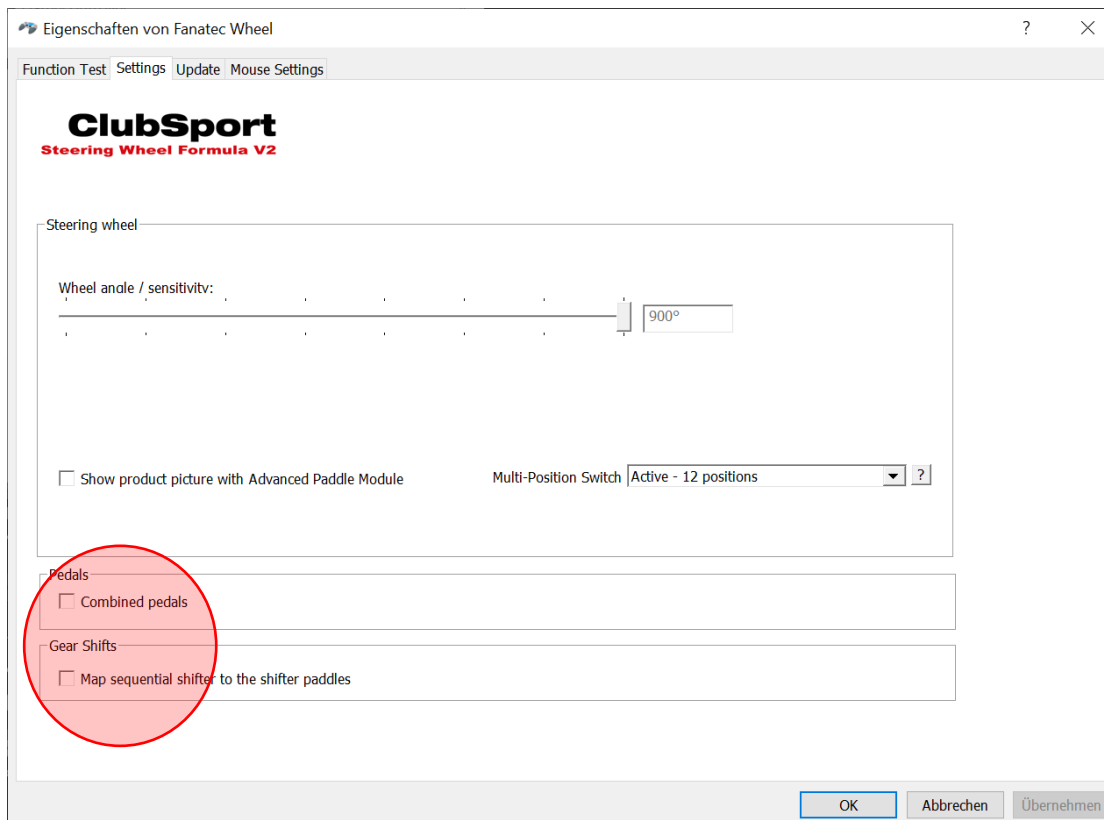 Eigenschaften von Fanatec Wheel
?
Function Test Settings Update Mouse Settings
ClubSport
Steering Wheel Formula V2
Steering wheel
Wheel angle / sensitivity:
900°
Show product picture with Advanced Paddle Module Multi-Position Switch Active - 12 positions ?
Pedals
Combined pedals
Gear Shifts
Map sequential shifter to the shifter paddles
OK Abbrechen Übernehmen